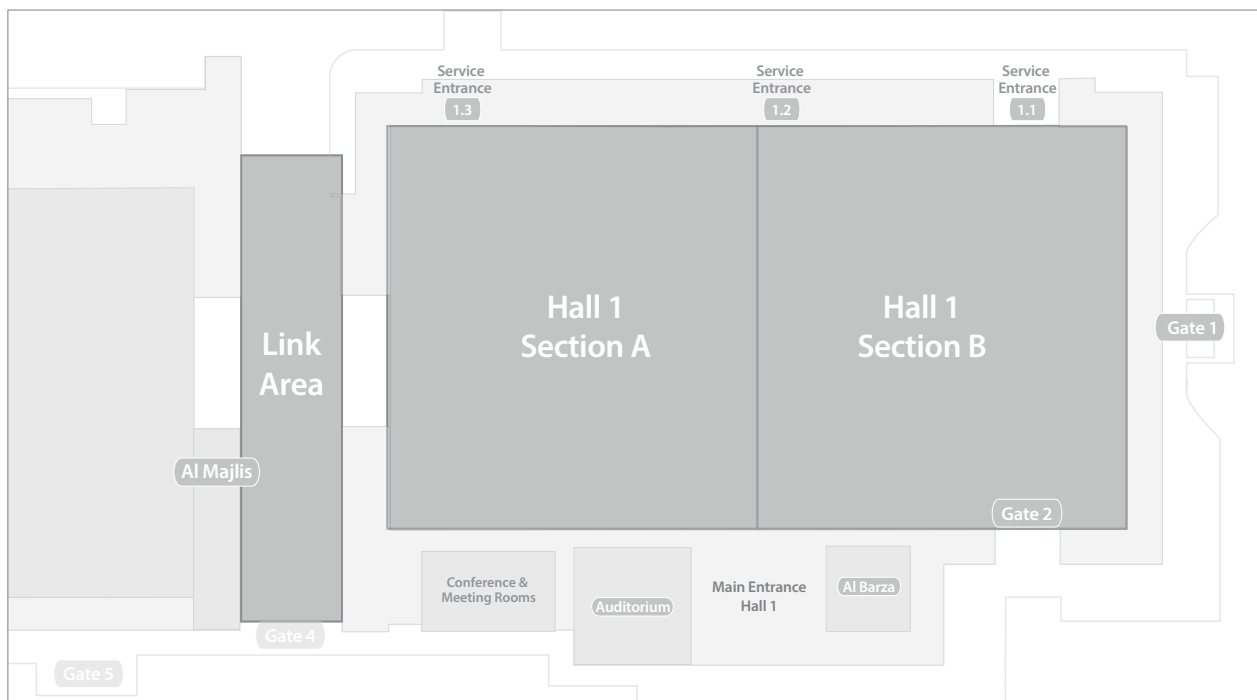 Service
Entrance
1.3
Service
Entrance
1.2
Service
Entrance
1.1
Hall 1
Section A
Hall 1
Section B
Link
Area
Gate 1
Al Majlis
Gate 2
Conference &
Meeting Rooms
Auditorium
Main Entrance
Hall 1
Al Barza
Gate 4
Gate 5